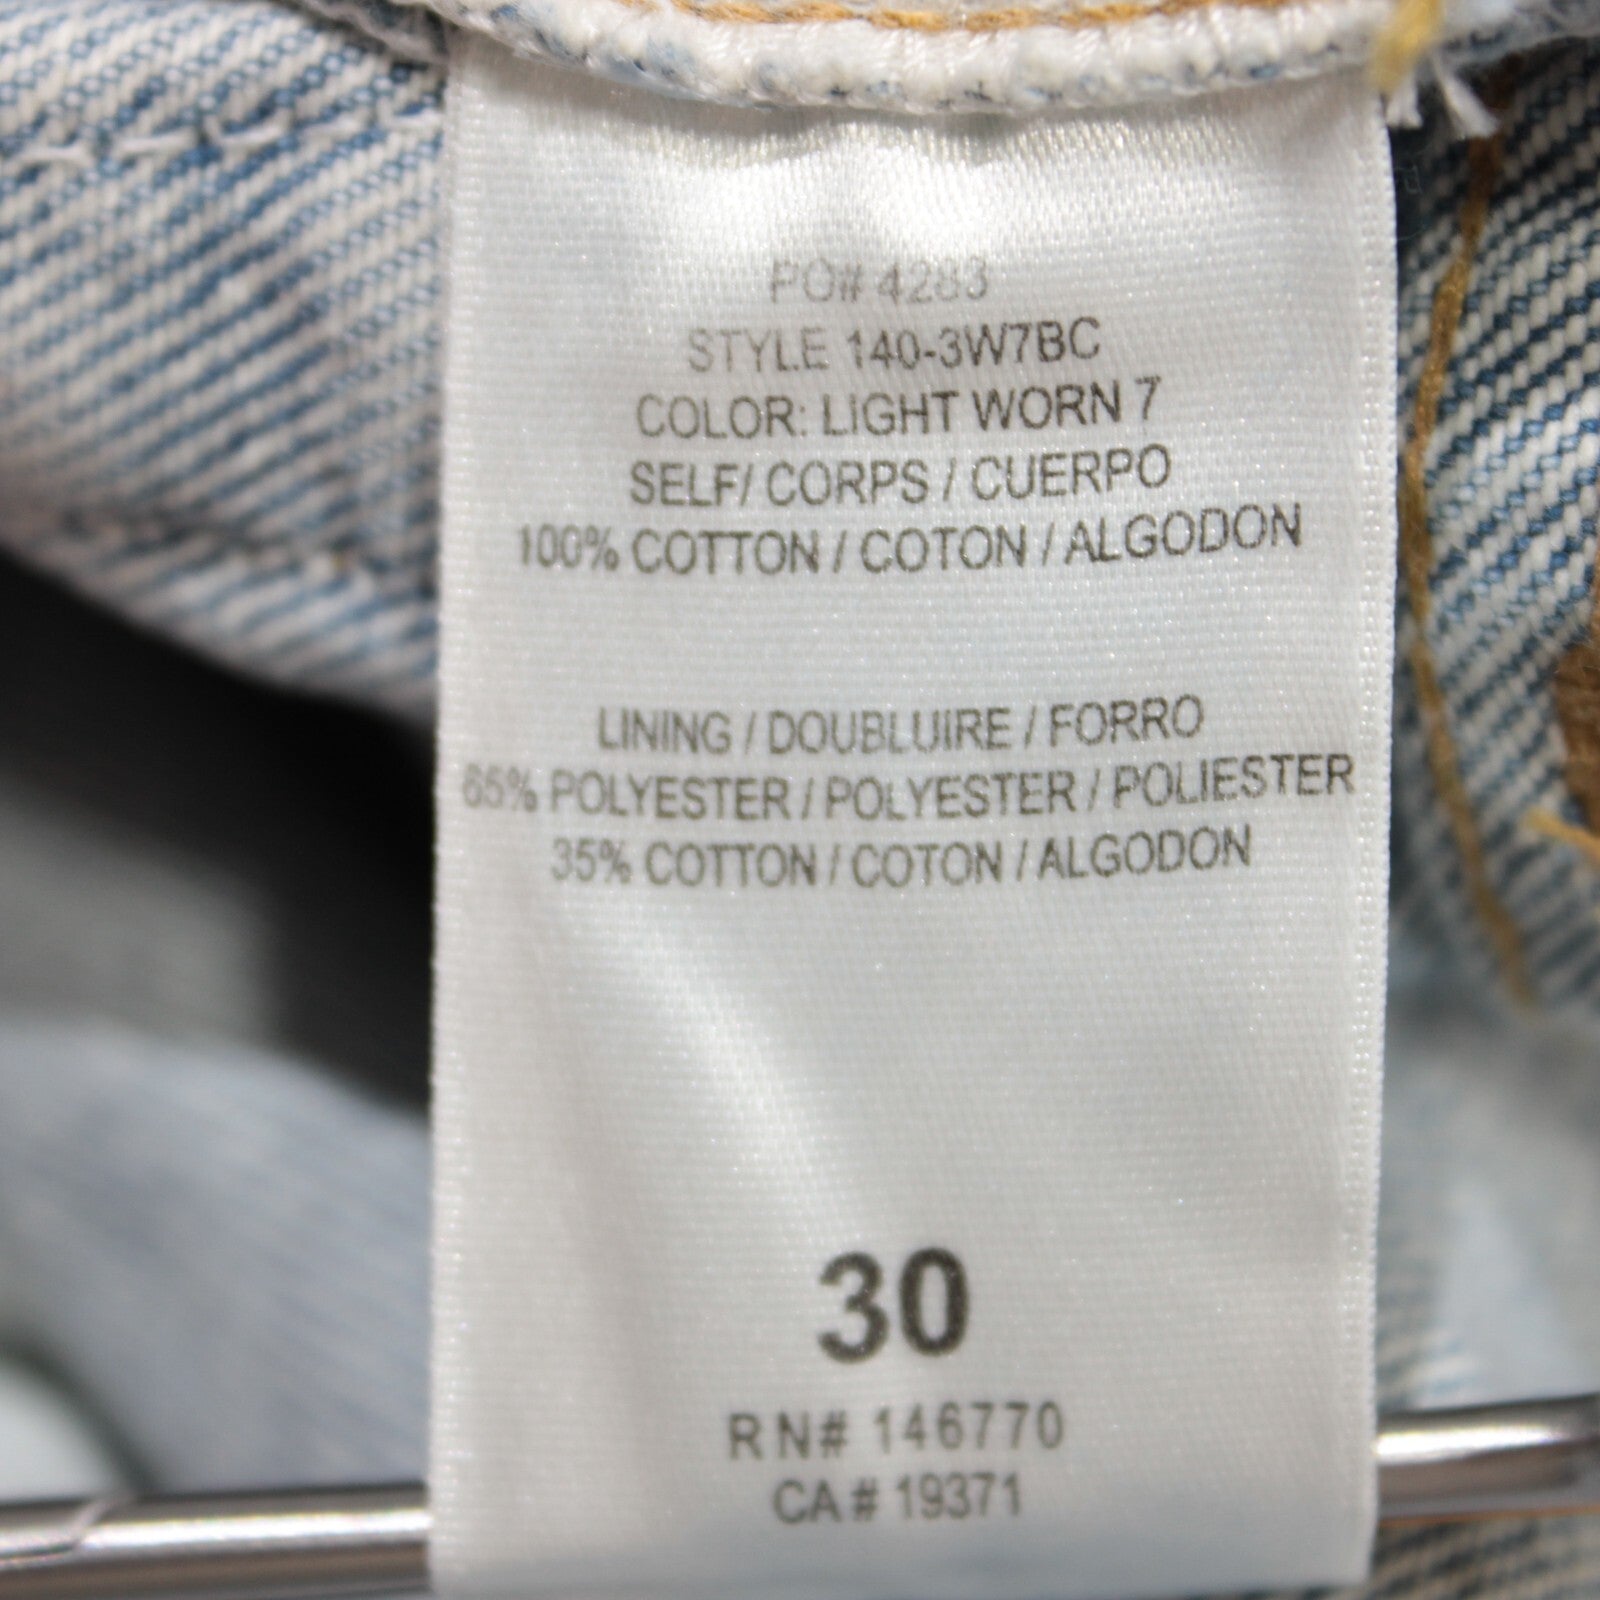 PO# 4283
STYLE 140-3W7BC
COLOR: LIGHT WORN 7
SELF/ CORPS / CUERPO
100% COTTON / COTON / ALGODON
LINING / DOUBLUIRE / FORRO
65% POLYESTER / POLYESTER / POLIESTER
35% COTTON / COTON / ALGODON
30
RN# 146770
CA# 19371